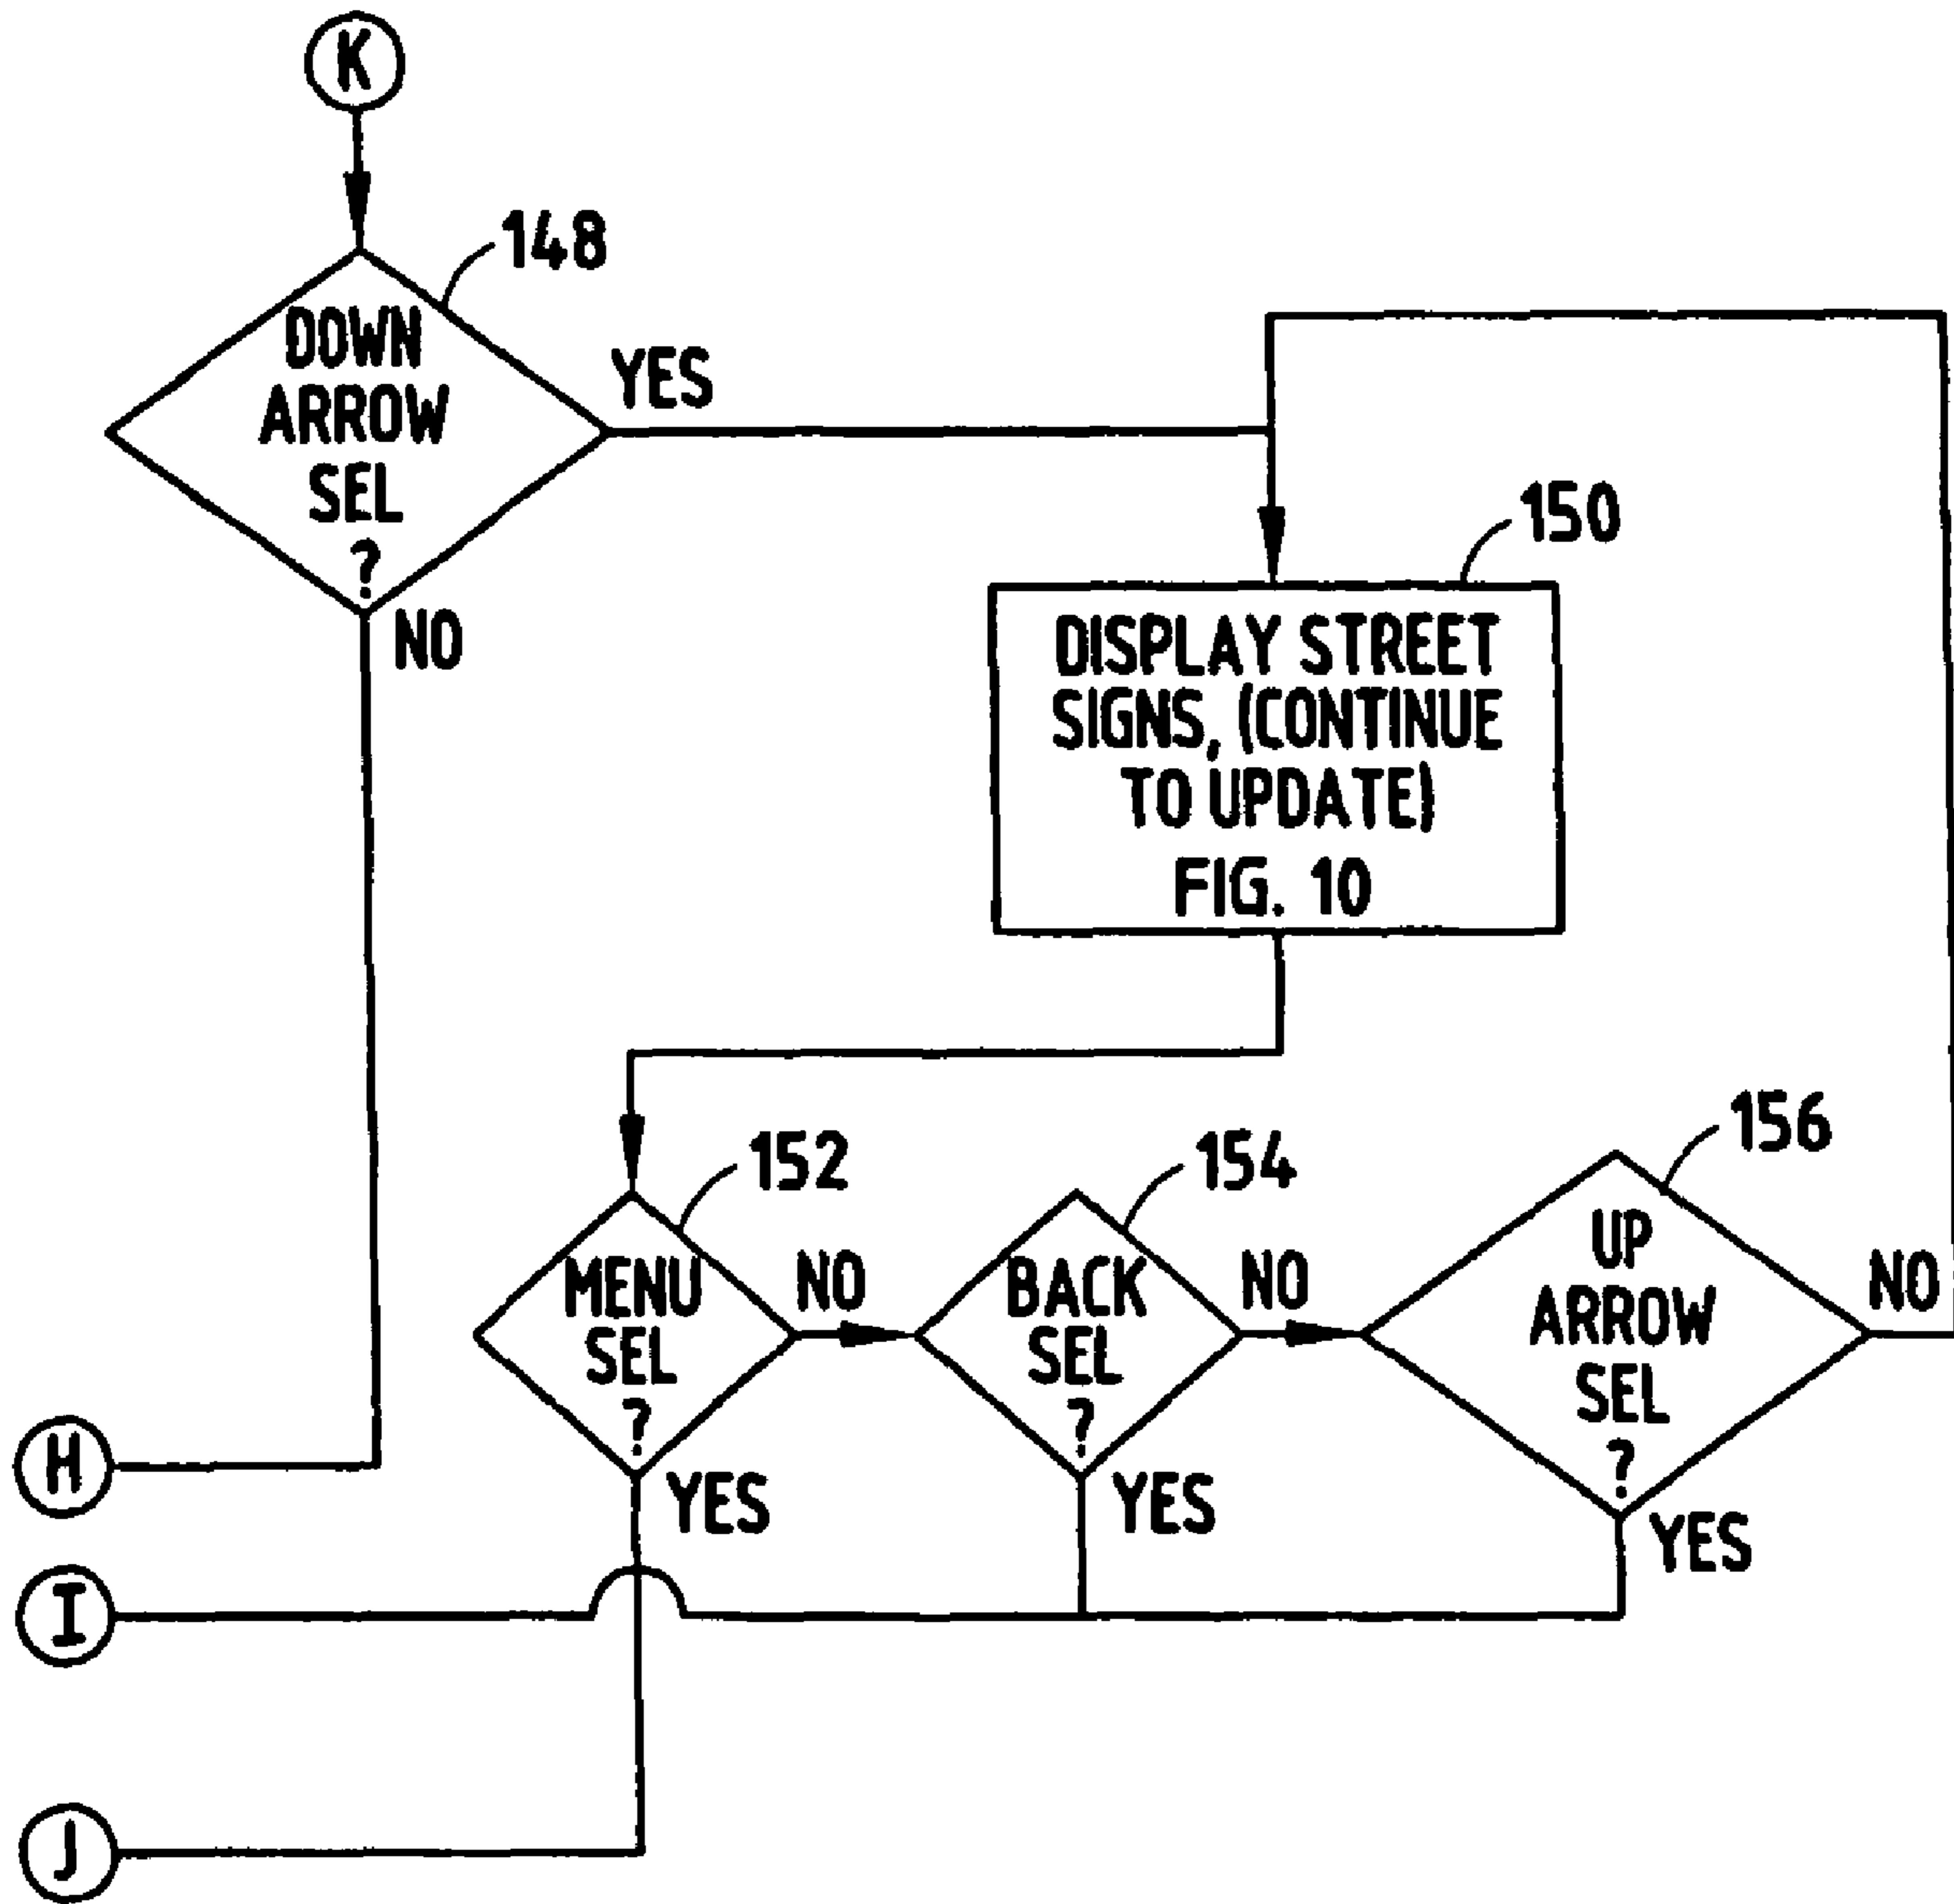 K
148
DOWN
ARROW
SEL
?
YES
NO
150
DISPLAY STREET
SIGNS, (CONTINUE
TO UPDATE)
FIG. 10
152
MENU
SEL
?
NO
YES
154
BACK
SEL
?
NO
YES
156
UP
ARROW
SEL
?
NO
YES
H
I
J